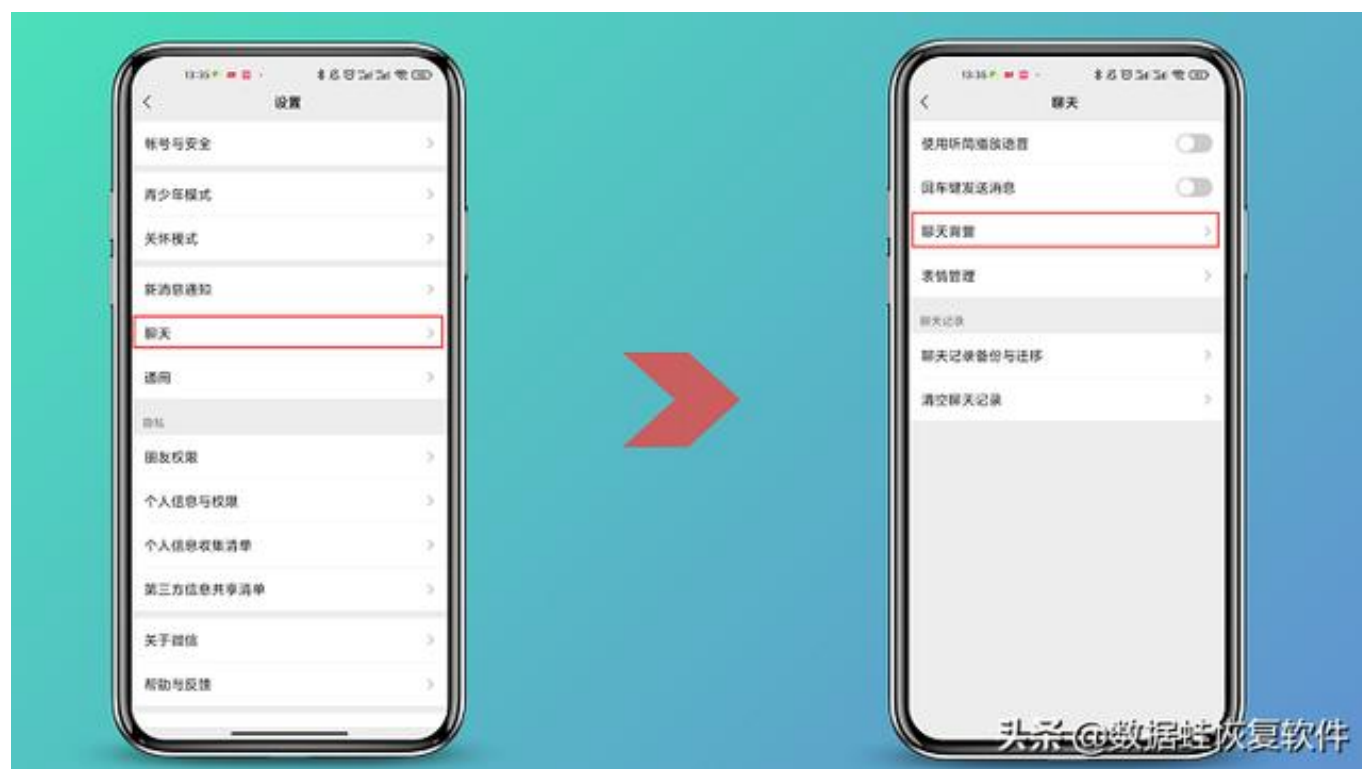 13:35
设置
帐号与安全
青少年模式
关怀模式
新消息通知
聊天
通用
隐私
朋友权限
个人信息与权限
个人信息收集清单
第三方信息共享清单
关于微信
帮助与反馈
13:35
聊天
使用听筒播放语音
回车键发送消息
聊天背景
表情管理
聊天记录
聊天记录备份与迁移
清空聊天记录
头条 @数据蛙恢复软件